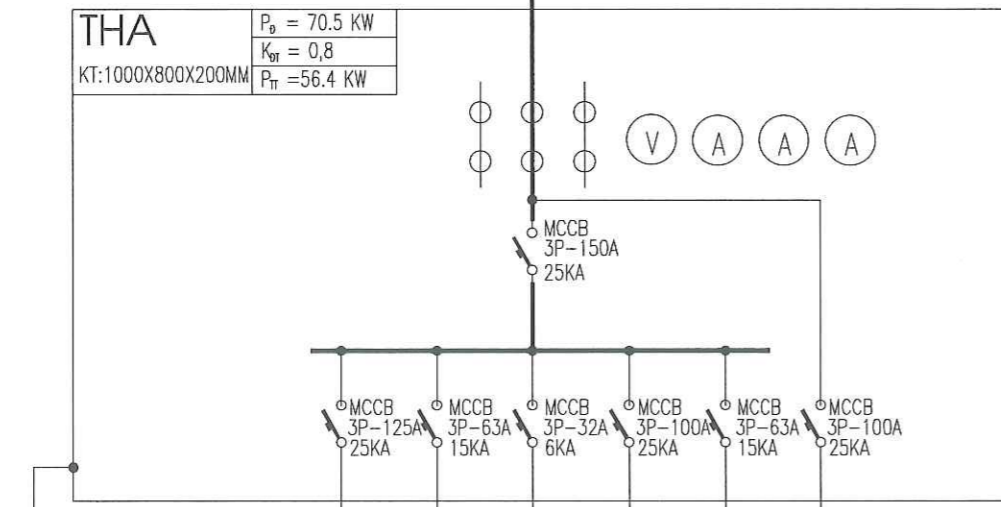 THA
KT:1000X800X200MM
Pđ = 70.5 KW
Kđt = 0,8
Ptt =56.4 KW
V A A A
MCCB
3P-150A
25KA
MCCB
3P-125A
25KA
MCCB
3P-63A
15KA
MCCB
3P-32A
6KA
MCCB
3P-100A
25KA
MCCB
3P-63A
15KA
MCCB
3P-100A
25KA